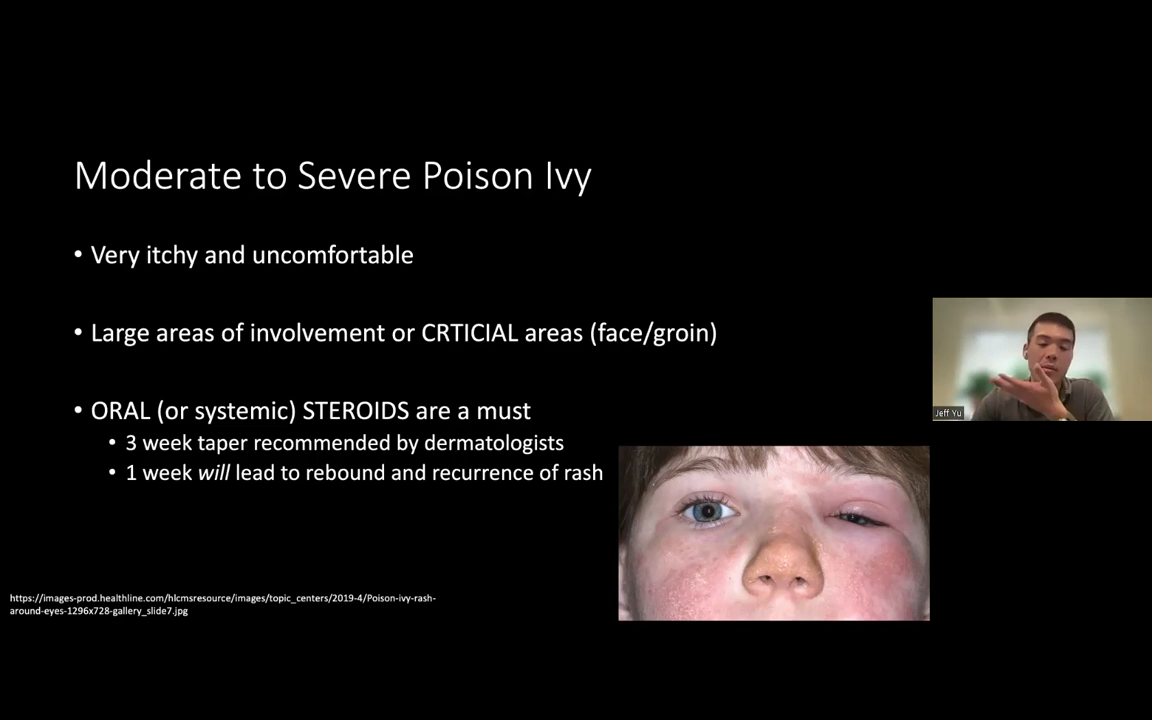 Moderate to Severe Poison Ivy
• Very itchy and uncomfortable
• Large areas of involvement or CRTICIAL areas (face/groin)
• ORAL (or systemic) STEROIDS are a must
• 3 week taper recommended by dermatologists
• 1 week will lead to rebound and recurrence of rash
Jeff Yu
https://images-prod.healthline.com/hlcmsresource/images/topic_centers/2019-4/Poison-ivy-rash-
around-eyes-1296x728-gallery_slide7.jpg